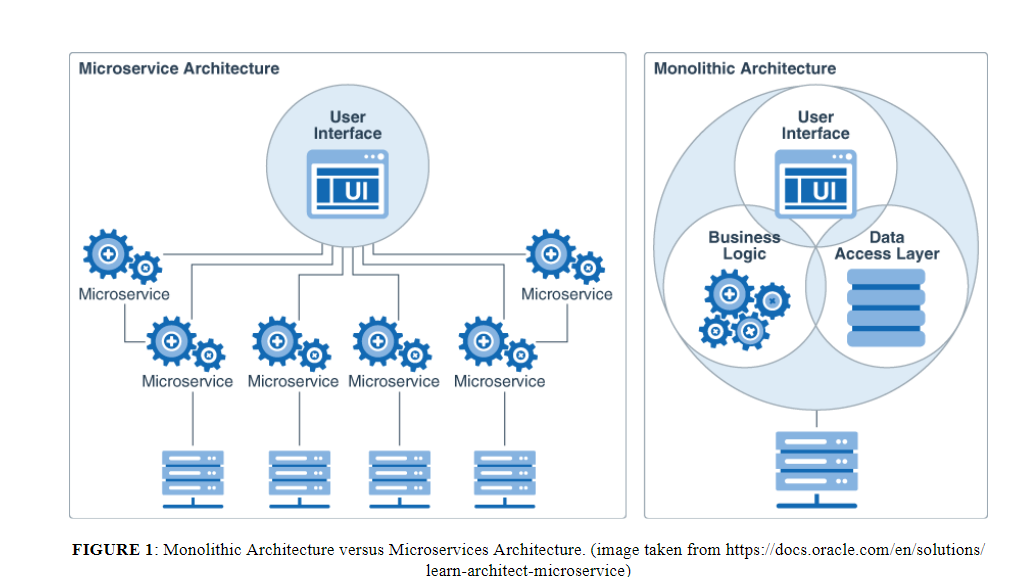 Microservice Architecture
User
Interface
UI
Microservice
Microservice
Microservice
Microservice
Microservice
Microservice
Monolithic Architecture
User
Interface
UI
Business
Logic
Data
Access Layer
FIGURE 1: Monolithic Architecture versus Microservices Architecture. (image taken from https://docs.oracle.com/en/solutions/
learn-architect-microservice)